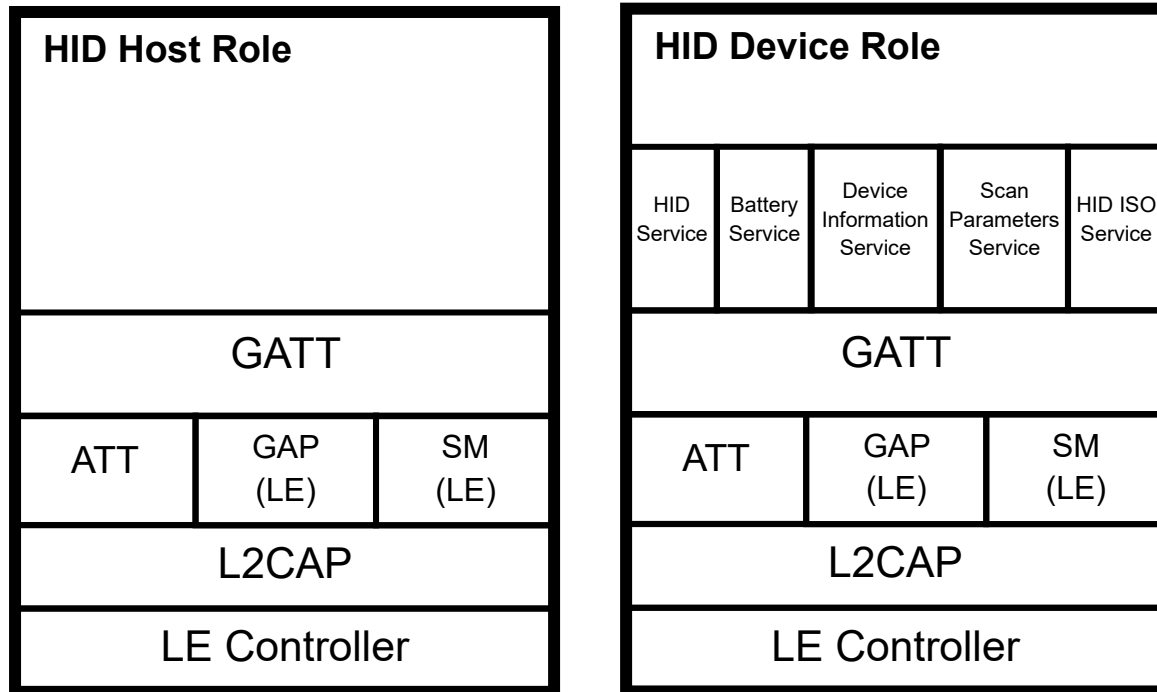 HID Host Role
GATT
ATT
GAP
(LE)
SM
(LE)
L2CAP
LE Controller
HID Device Role
HID
Service
Battery
Service
Device
Information
Service
Scan
Parameters
Service
HID ISO
Service
GATT
ATT
GAP
(LE)
SM
(LE)
L2CAP
LE Controller